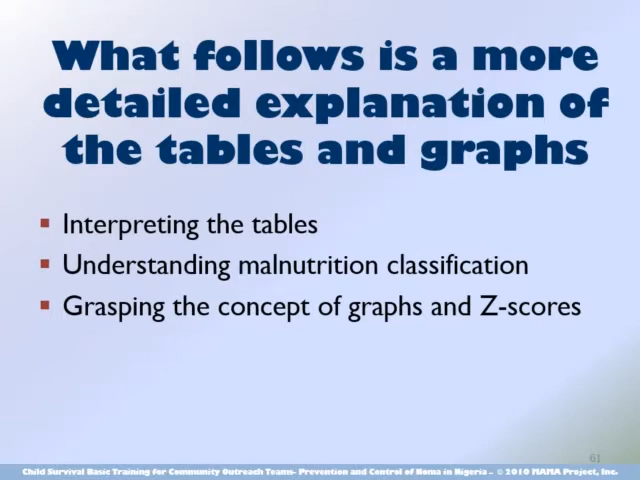 What follows is a more
detailed explanation of
the tables and graphs
Interpreting the tables
Understanding malnutrition classification
Grasping the concept of graphs and Z-scores
61
Child Survival Basic Training for Community Outreach Teams- Prevention and Control of Noma in Nigeria - © 2010 MAMA Project, Inc.